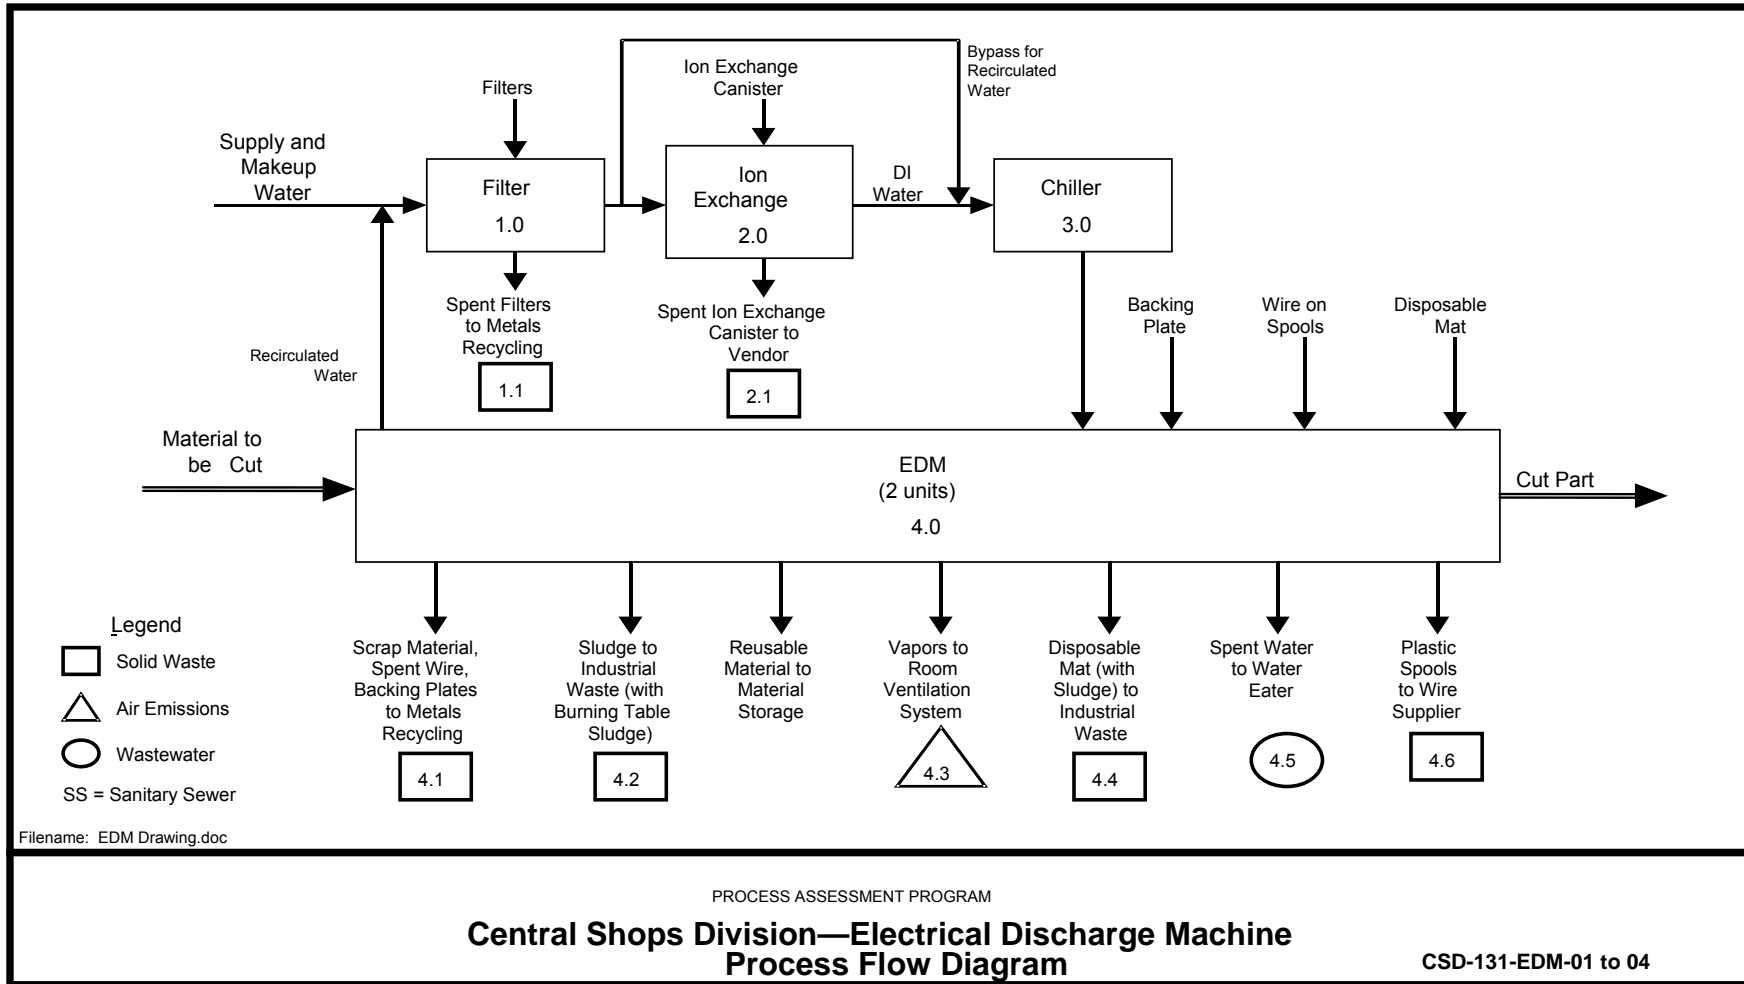 Bypass for
Recirculated
Water
Ion Exchange
Canister
Filters
Supply and
Makeup
Water
Filter
1.0
Ion
Exchange
2.0
DI
Water
Chiller
3.0
Spent Filters
to Metals
Recycling
1.1
Spent Ion Exchange
Canister to
Vendor
2.1
Backing
Plate
Wire on
Spools
Disposable
Mat
Recirculated
Water
Material to
be Cut
EDM
(2 units)
4.0
Cut Part
Legend
Solid Waste
Air Emissions
Wastewater
SS = Sanitary Sewer
Scrap Material,
Spent Wire,
Backing Plates
to Metals
Recycling
4.1
Sludge to
Industrial
Waste (with
Burning Table
Sludge)
4.2
Reusable
Material to
Material
Storage
Vapors to
Room
Ventilation
System
4.3
Disposable
Mat (with
Sludge) to
Industrial
Waste
4.4
Spent Water
to Water
Eater
4.5
Plastic
Spools
to Wire
Supplier
4.6
Filename: EDM Drawing.doc
PROCESS ASSESSMENT PROGRAM
Central Shops Division—Electrical Discharge Machine
Process Flow Diagram
CSD-131-EDM-01 to 04